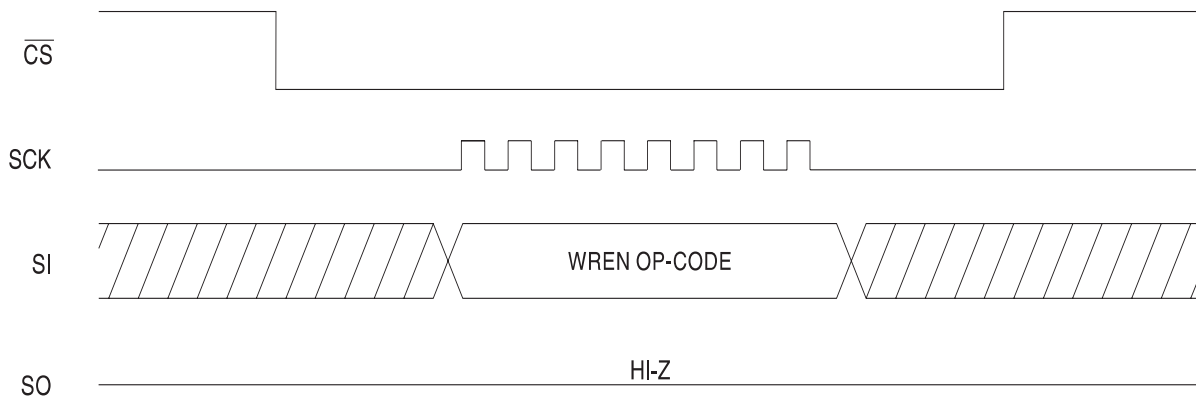 CS
SCK
SI
WREN OP-CODE
SO
HI-Z